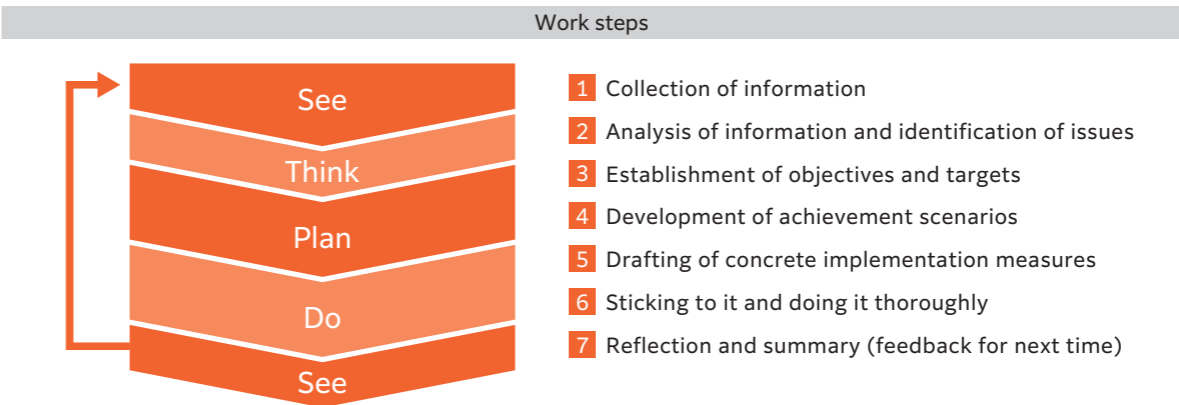 Work steps
See
Think
Plan
Do
See
1 Collection of information
2 Analysis of information and identification of issues
3 Establishment of objectives and targets
4 Development of achievement scenarios
5 Drafting of concrete implementation measures
6 Sticking to it and doing it thoroughly
7 Reflection and summary (feedback for next time)